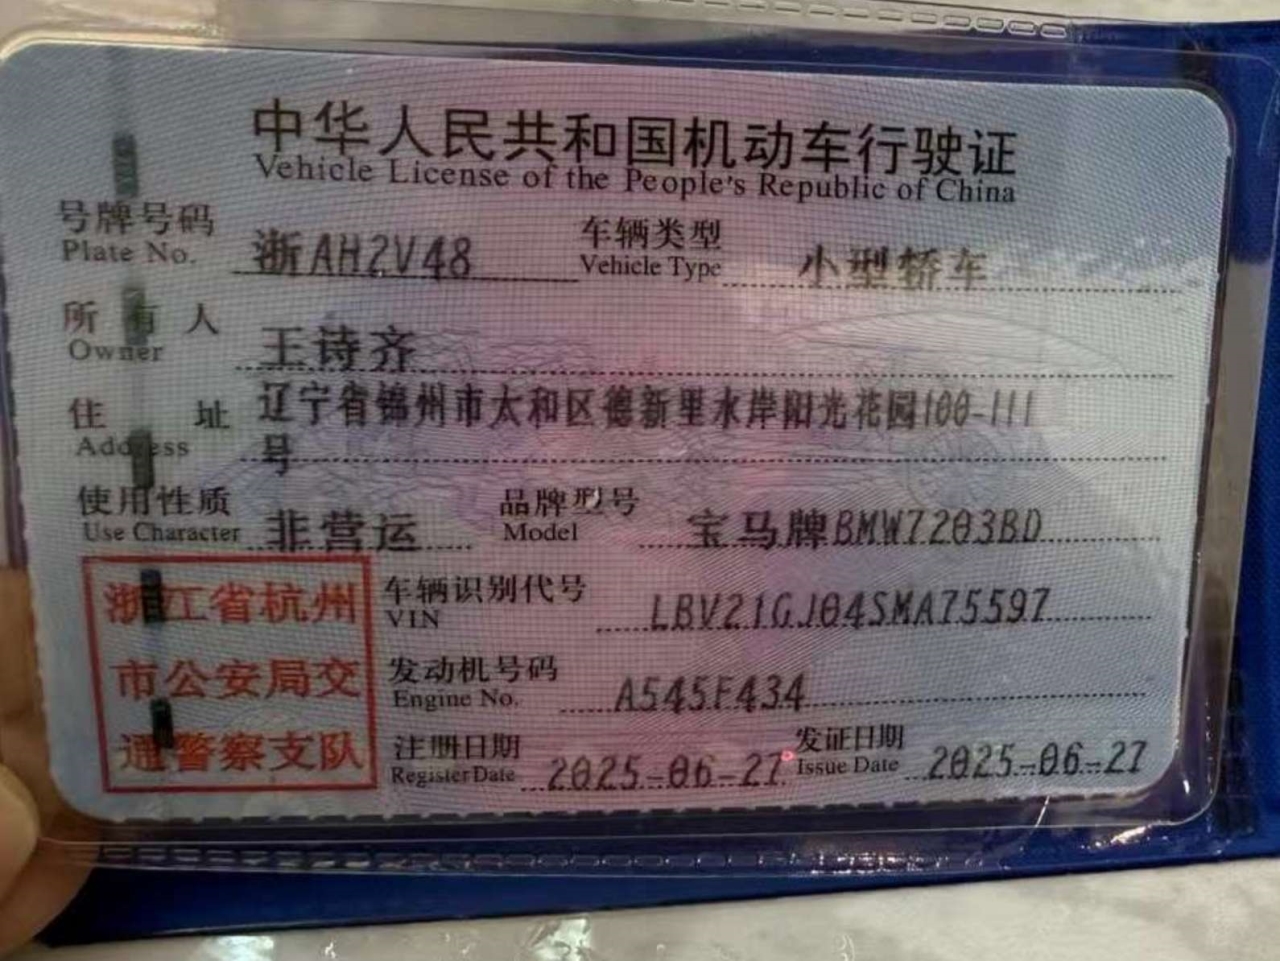 中华人民共和国机动车行驶证
Vehicle License of the People's Republic of China
号牌号码 浙AH2V48 车辆类型 小型轿车
Plate No. Vehicle Type
所有人 王诗齐
Owner
住址 辽宁省锦州市太和区德新里水岸阳光花园100-111
Address 号
使用性质 非营运 品牌型号 宝马牌BMW7203BD
Use Character Model
浙江省杭州 车辆识别代号 LBV21GJ04SMA75597
VIN
市公安局交 发动机号码 A545F434
Engine No.
通警察支队 注册日期 2025-06-27 发证日期 2025-06-27
Register Date Issue Date